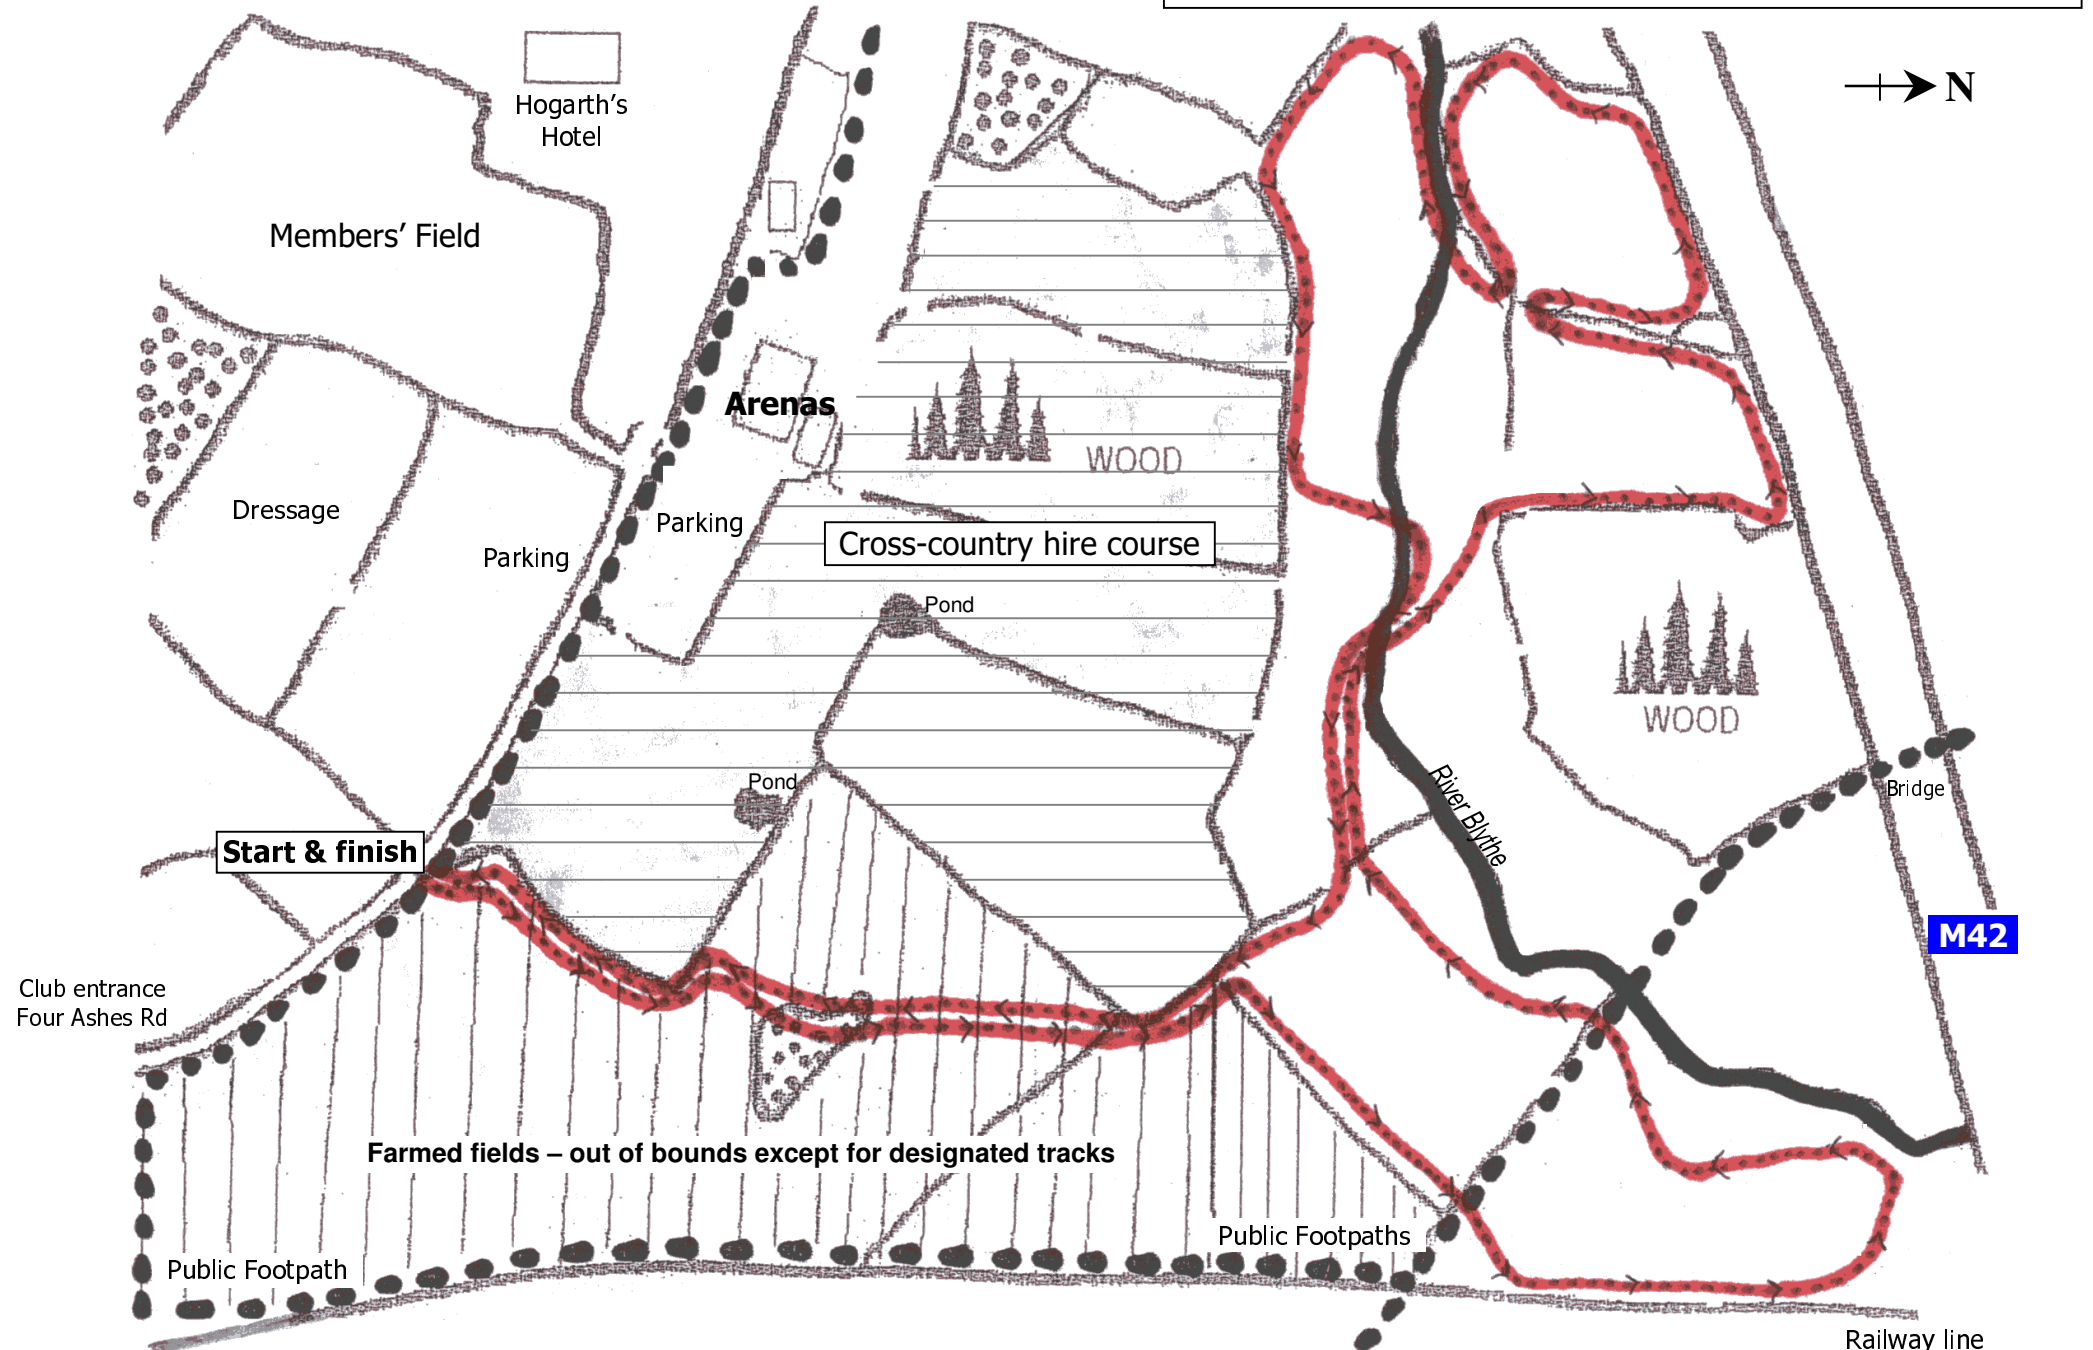 N
Hogarth's
Hotel
Members' Field
Arenas
WOOD
Dressage
Parking
Parking
Cross-country hire course
Pond
WOOD
Pond
Bridge
River Blythe
Start & finish
M42
Club entrance
Four Ashes Rd
Farmed fields – out of bounds except for designated tracks
Public Footpaths
Public Footpath
Railway line